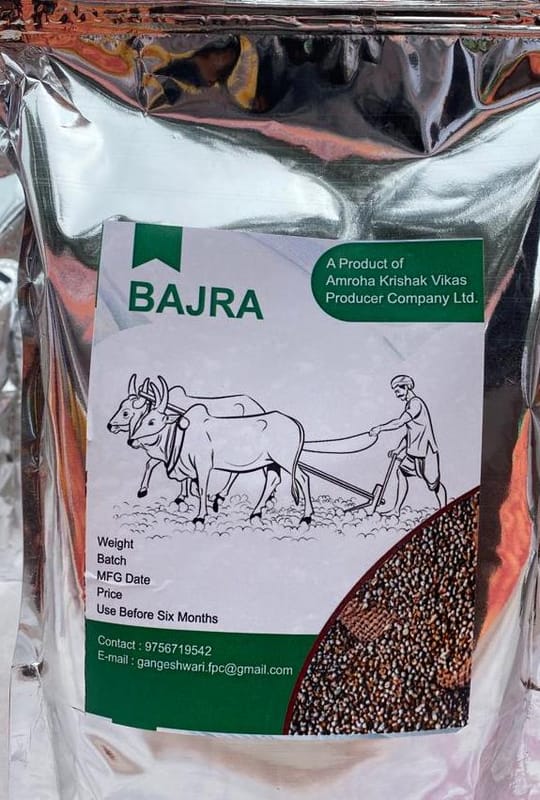 BAJRA
A Product of
Amroha Krishak Vikas
Producer Company Ltd.
Weight
Batch
MFG Date
Price
Use Before Six Months
Contact : 9756719542
E-mail : gangeshwari.fpc@gmail.com